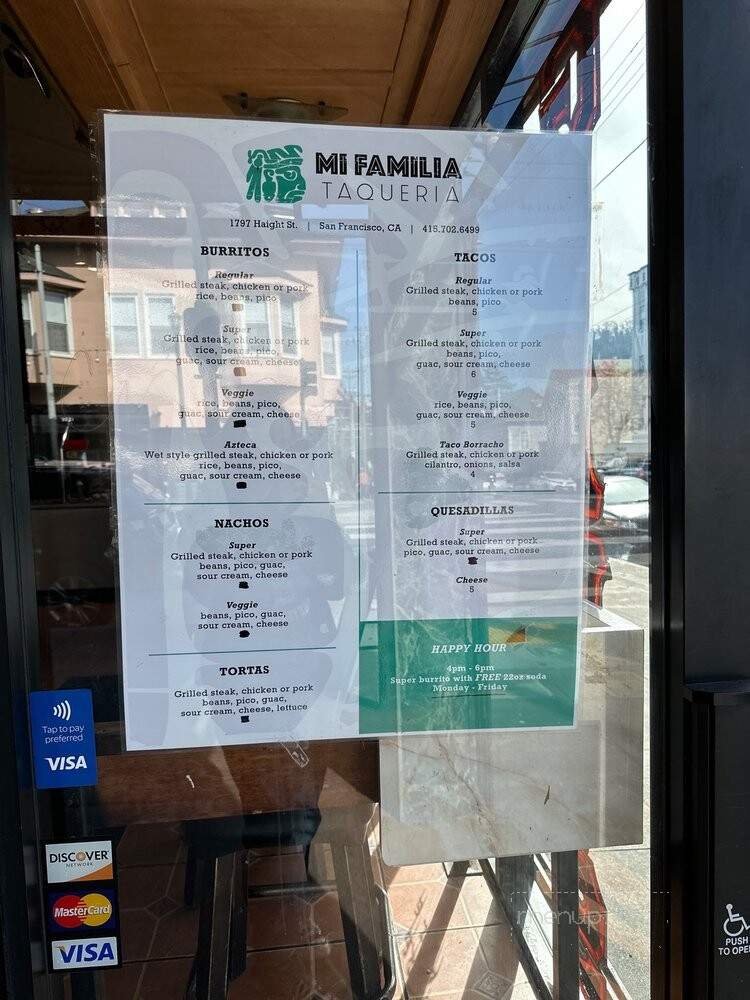 MI FAMILIA
TAQUERIA
1797 Haight St. | San Francisco, CA | 415.702.6499
BURRITOS
Regular
Grilled steak, chicken or pork
rice, beans, pico
Super
Grilled steak, chicken or pork
rice, beans, pico,
guac, sour cream, cheese
Veggie
rice, beans, pico,
guac, sour cream, cheese
Azteca
Wet style grilled steak, chicken or pork
rice, beans, pico,
guac, sour cream, cheese
NACHOS
Super
Grilled steak, chicken or pork
beans, pico, guac,
sour cream, cheese
Veggie
beans, pico, guac,
sour cream, cheese
TORTAS
Grilled steak, chicken or pork
beans, pico, guac,
sour cream, cheese, lettuce
TACOS
Regular
Grilled steak, chicken or pork
beans, pico
5
Super
Grilled steak, chicken or pork
beans, pico,
guac, sour cream, cheese
6
Veggie
rice, beans, pico,
guac, sour cream, cheese
5
Taco Borracho
Grilled steak, chicken or pork
cilantro, onions, salsa
4
QUESADILLAS
Super
Grilled steak, chicken or pork
pico, guac, sour cream, cheese
Cheese
5
HAPPY HOUR
4pm - 6pm
Super burrito with FREE 22oz soda
Monday - Friday
Tap to pay
preferred
VISA
DISCOVER
NETWORK
MasterCard
VISA
PUSH
TO OPEN